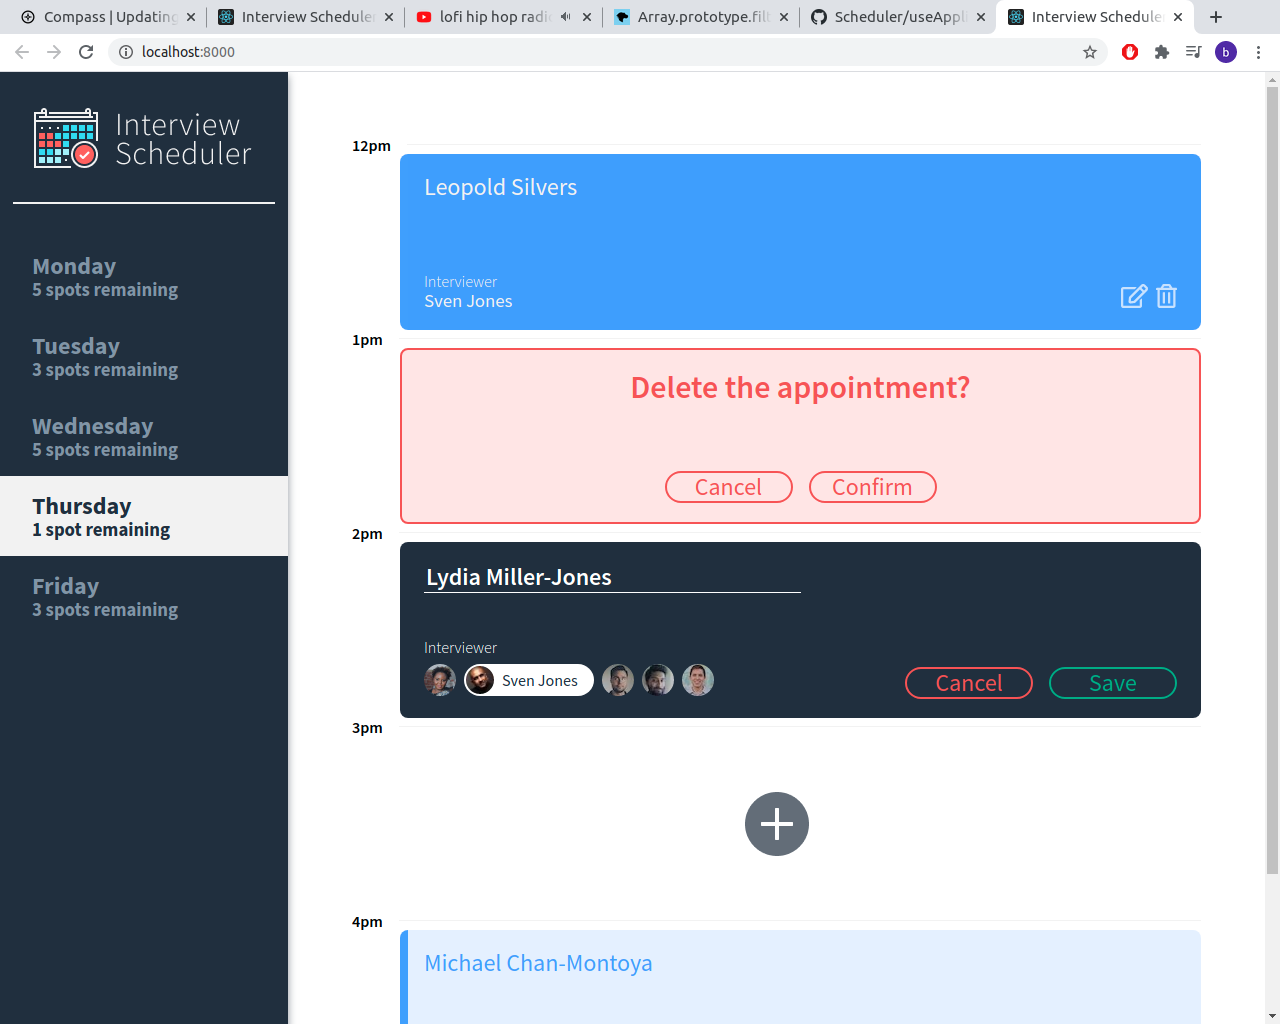 Compass | Updating
Interview Schedule
lofi hip hop radi
Array.prototype.fil
Scheduler/useAppli
Interview Schedule
localhost:8000
b
Interview
Scheduler
Monday
5 spots remaining
Tuesday
3 spots remaining
Wednesday
5 spots remaining
Thursday
1 spot remaining
Friday
3 spots remaining
12pm
Leopold Silvers
Interviewer
Sven Jones
1pm
Delete the appointment?
Cancel
Confirm
2pm
Lydia Miller-Jones
Interviewer
Sven Jones
Cancel
Save
3pm
4pm
Michael Chan-Montoya